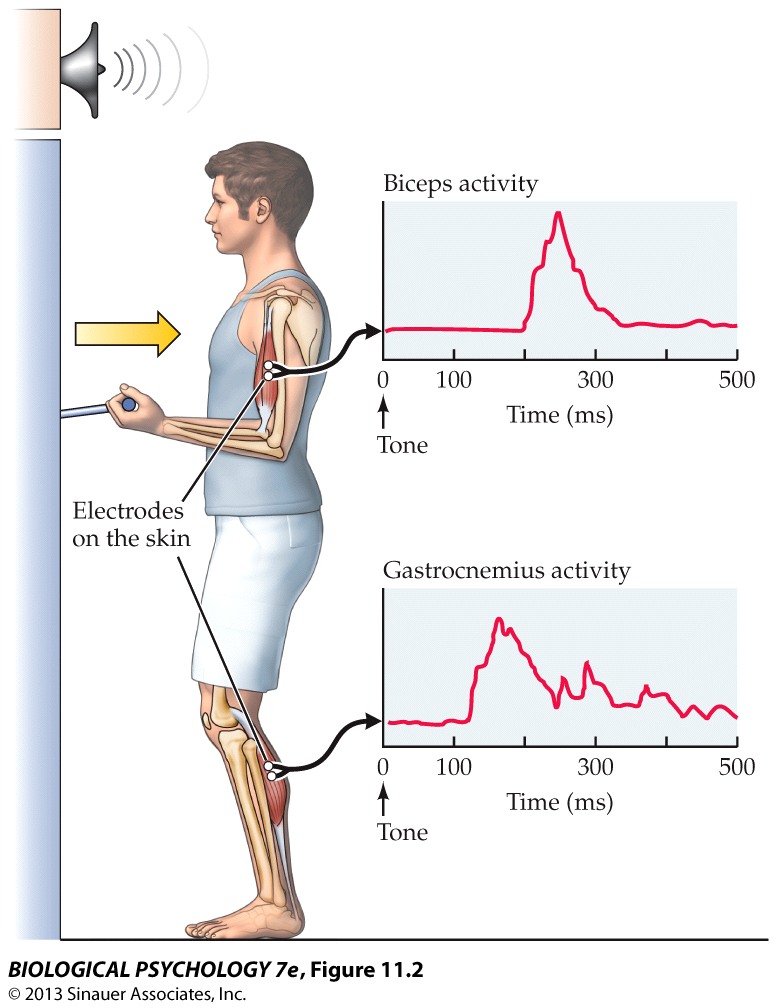 Biceps activity
0 100 300 500
Time (ms)
Tone
Electrodes
on the skin
Gastrocnemius activity
0 100 300 500
Time (ms)
Tone
BIOLOGICAL PSYCHOLOGY 7e, Figure 11.2
© 2013 Sinauer Associates, Inc.